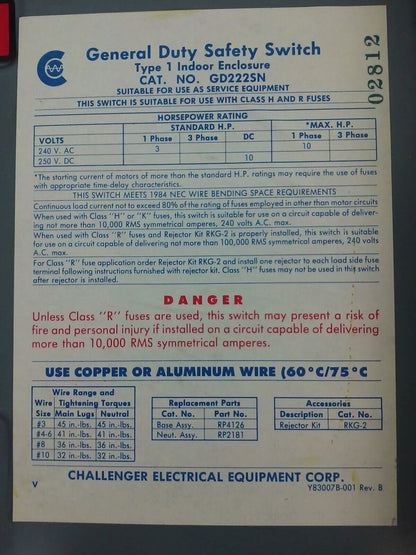 General Duty Safety Switch
Type 1 Indoor Enclosure
CAT. NO. GD222SN
SUITABLE FOR USE AS SERVICE EQUIPMENT
02812
THIS SWITCH IS SUITABLE FOR USE WITH CLASS H AND R FUSES
HORSEPOWER RATING
STANDARD H.P. *MAX. H.P.
VOLTS 1 Phase 3 Phase DC 1 Phase 3 Phase
240 V. AC 3 10
250 V. DC 10
*The starting current of motors of more than the standard H.P. ratings may require the use of fuses
with appropriate time-delay characteristics.
THIS SWITCH MEETS 1984 NEC WIRE BENDING SPACE REQUIREMENTS
Continuous load current not to exceed 80% of the rating of fuses employed in other than motor circuits
When used with Class "H" or "K" fuses, this switch is suitable for use on a circuit capable of deliver-
ing not more than 10,000 RMS symmetrical amperes, 240 volts A.C. max.
When used with Class "R" fuses and Rejector Kit RKG-2 is properly installed, this switch is suitable
for use on a circuit capable of delivering not more than 100,000 RMS symmetrical amperes, 240 volts
A.C. max.
For Class "R" fuse application order Rejector Kit RKG-2 and install one rejector to each load side fuse
terminal following instructions furnished with rejector kit. Class "H" fuses may not be used in this switch
after rejector is installed.
DANGER
Unless Class "R" fuses are used, this switch may present a risk of
fire and personal injury if installed on a circuit capable of delivering
more than 10,000 RMS symmetrical amperes.
USE COPPER OR ALUMINUM WIRE (60°C/75°C
Wire Range and
Wire Tightening Torques
Size Main Lugs Neutral
#3 45 in.-lbs. 45 in.-lbs.
#4-6 41 in.-lbs. 41 in.-lbs.
#8 36 in.-lbs. 36 in.-lbs.
#10 32 in.-lbs. 32 in.-lbs.
Replacement Parts
Cat. No. Part No.
Base Assy. RP4126
Neut. Assy. RP2181
Accessories
Description Cat. No.
Rejector Kit RKG-2
CHALLENGER ELECTRICAL EQUIPMENT CORP.
V Y83007B-001 Rev. B